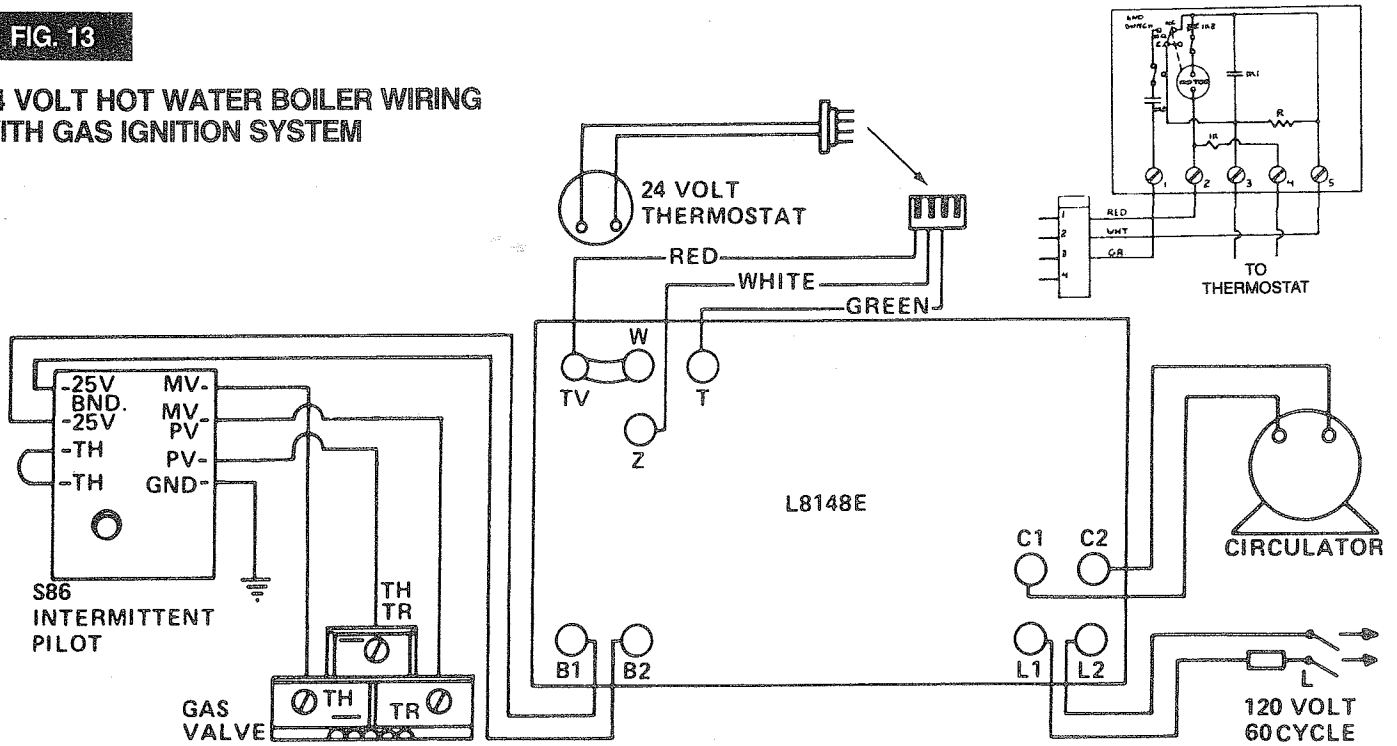 FIG. 13
4 VOLT HOT WATER BOILER WIRING
ITH GAS IGNITION SYSTEM
24 VOLT
THERMOSTAT
RED
WHITE
GREEN
1
2
3
4
5
R
1R
1R2
M1
1
2
3
4
RED
WHT
GR
TO
THERMOSTAT
W
TV
T
Z
L8148E
C1
C2
B1
B2
L1
L2
CIRCULATOR
L
120 VOLT
60 CYCLE
-25V
BND.
-25V
-TH
-TH
MV-
MV-
PV
PV-
GND-
S86
INTERMITTENT
PILOT
TH
TR
TH
TR
GAS
VALVE